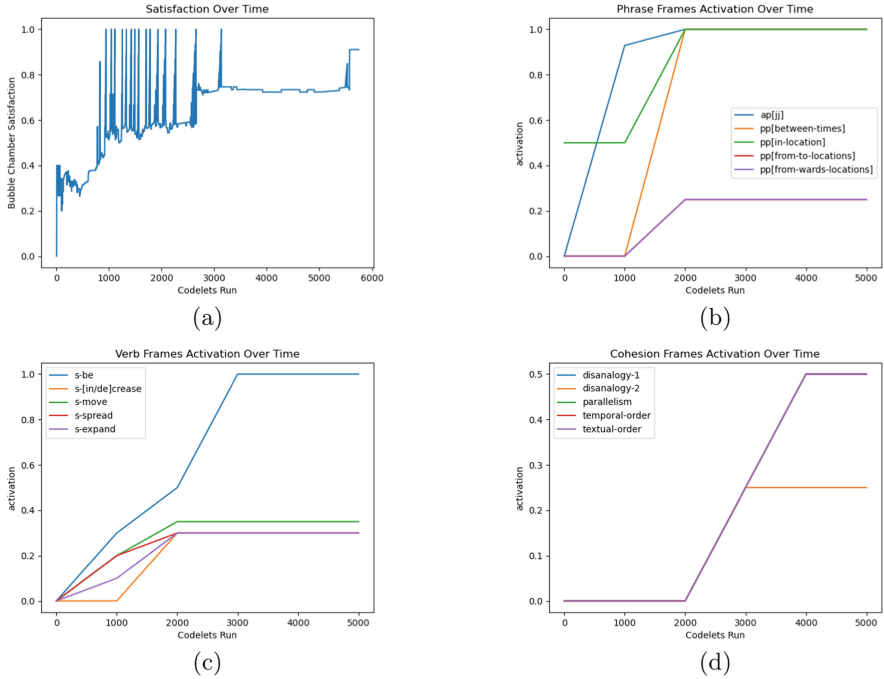 Satisfaction Over Time
Bubble Chamber Satisfaction
1.0
0.8
0.6
0.4
0.2
0.0
0 1000 2000 3000 4000 5000 6000
Codelets Run
(a)
Phrase Frames Activation Over Time
activation
1.0
0.8
0.6
0.4
0.2
0.0
ap[jj]
pp[between-times]
pp[in-location]
pp[from-to-locations]
pp[from-wards-locations]
0 1000 2000 3000 4000 5000
Codelets Run
(b)
Verb Frames Activation Over Time
activation
1.0
0.8
0.6
0.4
0.2
0.0
s-be
s-[in/de]crease
s-move
s-spread
s-expand
0 1000 2000 3000 4000 5000
Codelets Run
(c)
Cohesion Frames Activation Over Time
activation
0.5
0.4
0.3
0.2
0.1
0.0
disanalogy-1
disanalogy-2
parallelism
temporal-order
textual-order
0 1000 2000 3000 4000 5000
Codelets Run
(d)